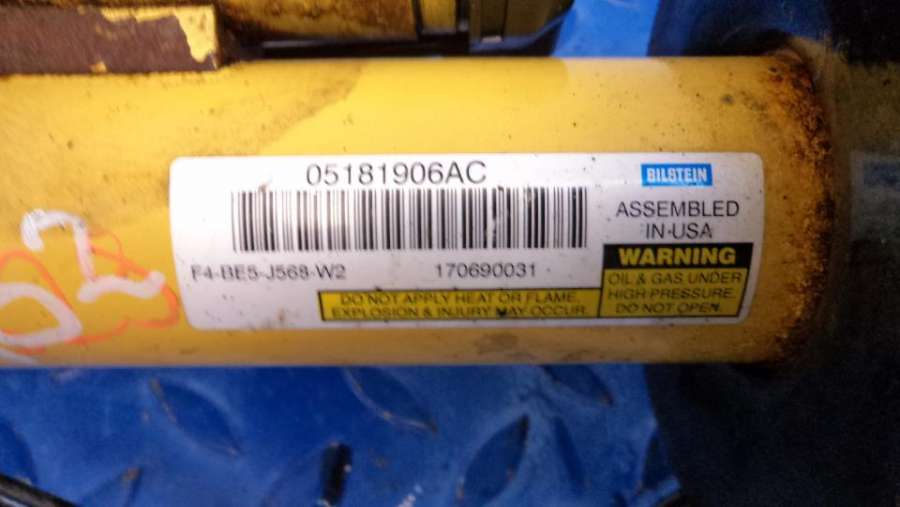 05181906AC
BILSTEIN
ASSEMBLED
IN-USA
F4-BE5-J568-W2
170690031
WARNING
OIL & GAS UNDER
HIGH PRESSURE.
DO NOT OPEN.
DO NOT APPLY HEAT OR FLAME.
EXPLOSION & INJURY MAY OCCUR.
02